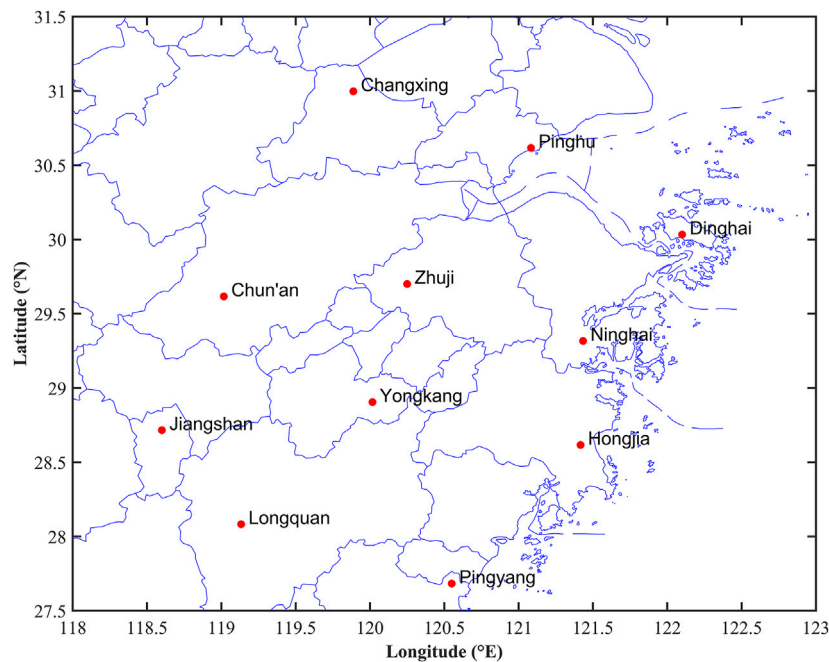 31.5
31
30.5
30
29.5
29
28.5
28
27.5
Latitude (°N)
Changxing
Pinghu
Dinghai
Zhuji
Chun'an
Ninghai
Yongkang
Jiangshan
Hongjia
Longquan
Pingyang
118 118.5 119 119.5 120 120.5 121 121.5 122 122.5 123
Longitude (°E)